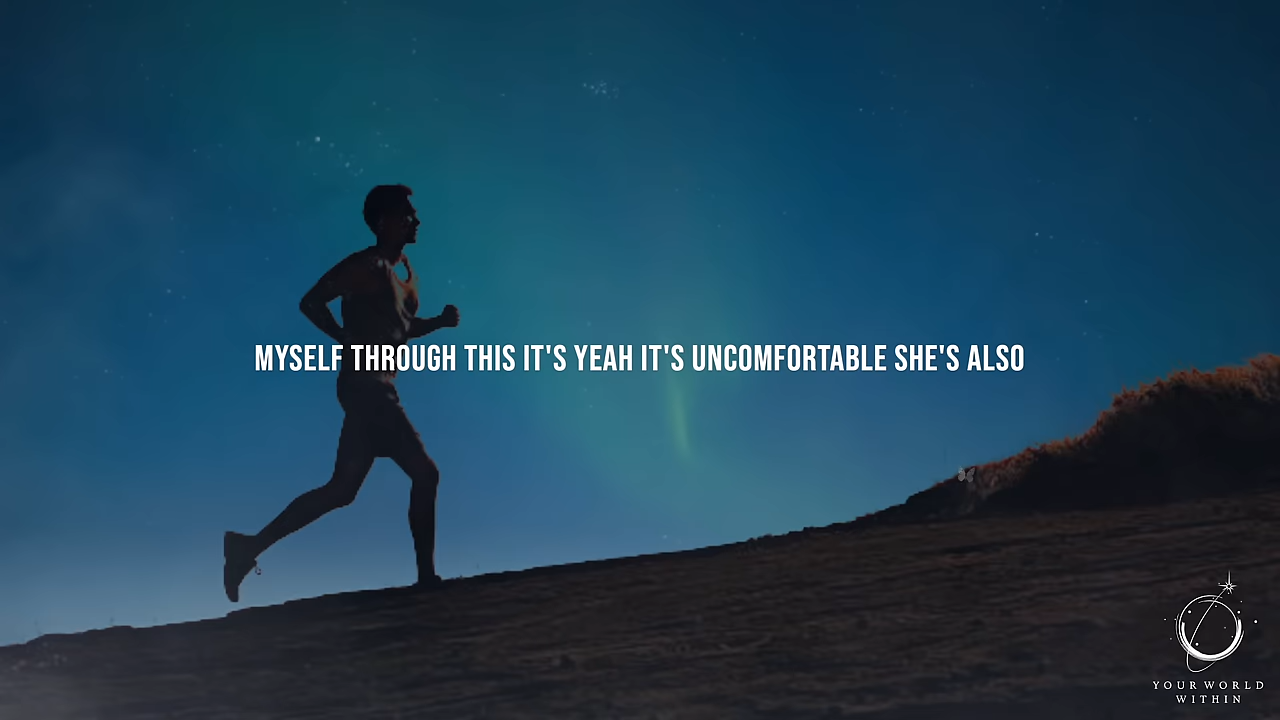 MYSELF THROUGH THIS IT'S YEAH IT'S UNCOMFORTABLE SHE'S ALSO
YOUR WORLD
WITHIN